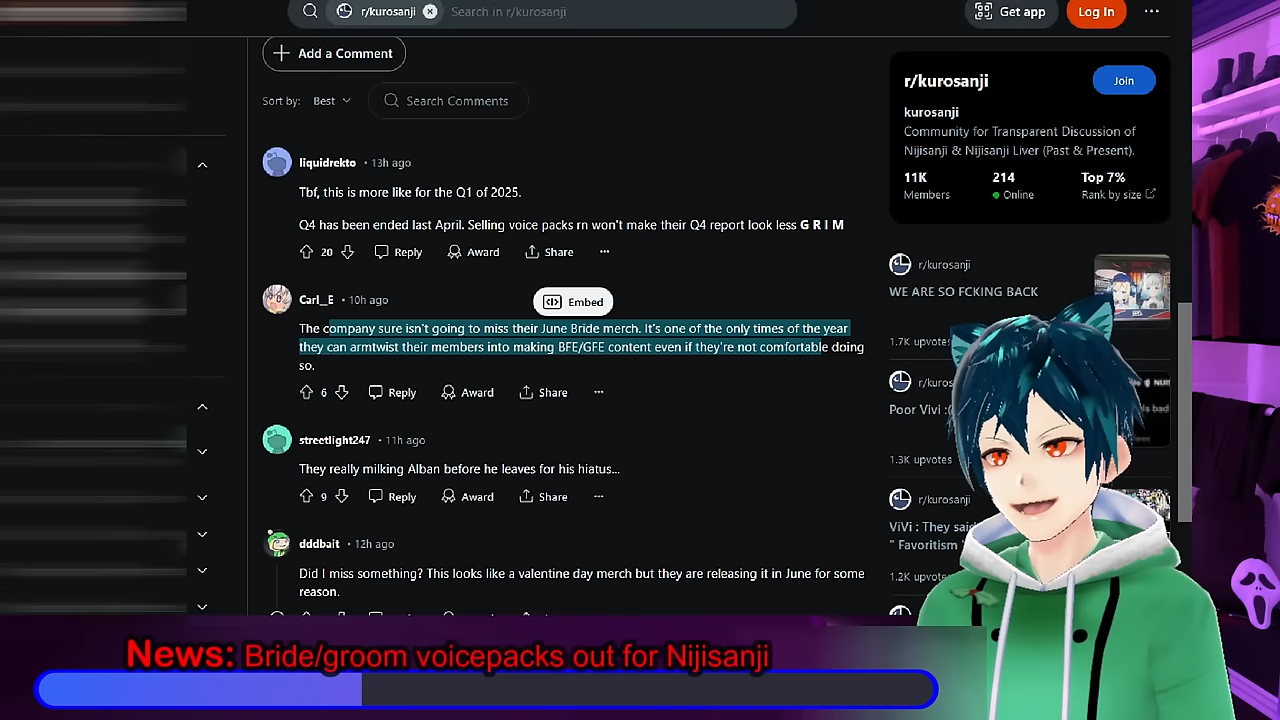 r/kurosanji
Search in r/kurosanji
Get app
Log In
Add a Comment
Sort by: Best
Search Comments
liquidrekto • 13h ago
Tbf, this is more like for the Q1 of 2025.
Q4 has been ended last April. Selling voice packs rn won't make their Q4 report look less G R I M
20 Reply Award Share
Carl__E • 10h ago
Embed
The company sure isn't going to miss their June Bride merch. It's one of the only times of the year
they can armtwist their members into making BFE/GFE content even if they're not comfortable doing
so.
6 Reply Award Share
streetlight247 • 11h ago
They really milking Alban before he leaves for his hiatus...
9 Reply Award Share
dddbait • 12h ago
Did I miss something? This looks like a valentine day merch but they are releasing it in June for some
reason.
r/kurosanji
Join
kurosanji
Community for Transparent Discussion of
Nijisanji & Nijisanji Liver (Past & Present).
11K 214 Top 7%
Members Online Rank by size
r/kurosanji
WE ARE SO FCKING BACK
1.7K upvotes
r/kuros
Poor Vivi :(
1.3K upvotes
r/kurosanji
ViVi : They said
" Favoritism
1.2K upvote
News: Bride/groom voicepacks out for Nijisanji